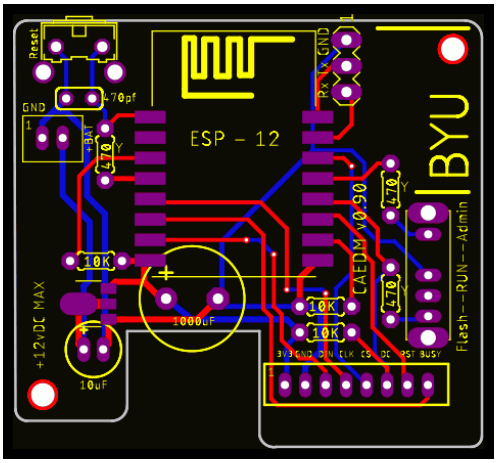 Reset
1
GND
Tx
Rx
470pf
GND
1
+BAT
470
Y
ESP - 12
BYU
470
Y
CAEDM v0.90
Flash--RUN--Admin
10K
+
1000uF
470
Y
10K
10K
+12vDC MAX
+
10uF
3V3 GND DIN CLK CS DC RST BUSY
1